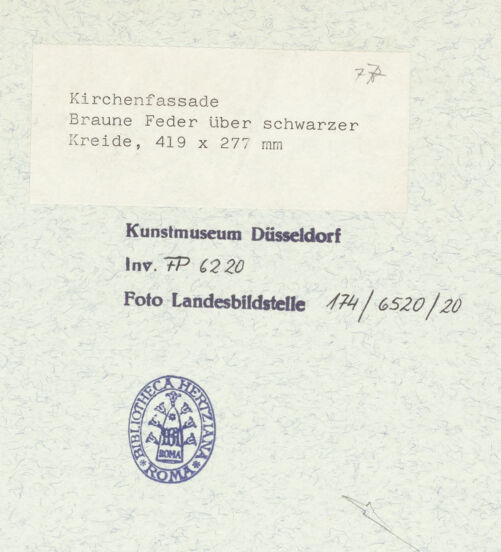 Kirchenfassade
Braune Feder über schwarzer
Kreide, 419 x 277 mm
Kunstmuseum Düsseldorf
Inv. FP 6220
Foto Landesbildstelle 174/6520/20
BIBLIOTHECA HERTZIANA
ROMA
*ROMA*